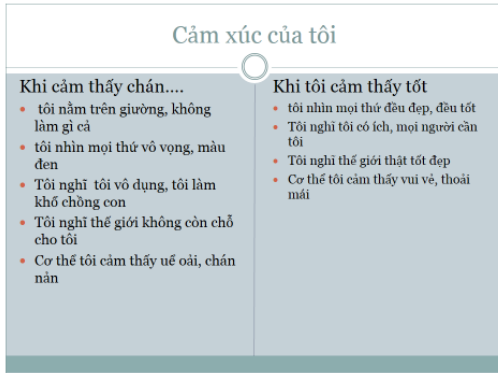 Cảm xúc của tôi
Khi cảm thấy chán....
• tôi nằm trên giường, không
làm gì cả
• tôi nhìn mọi thứ vô vọng, màu
đen
• Tôi nghĩ tôi vô dụng, tôi làm
khổ chồng con
• Tôi nghĩ thế giới không còn chỗ
cho tôi
• Cơ thể tôi cảm thấy uể oải, chán
nản
Khi tôi cảm thấy tốt
• tôi nhìn mọi thứ đều đẹp, đều tốt
• Tôi nghĩ tôi có ích, mọi người cần
tôi
• Tôi nghĩ thế giới thật tốt đẹp
• Cơ thể tôi cảm thấy vui vẻ, thoải
mái